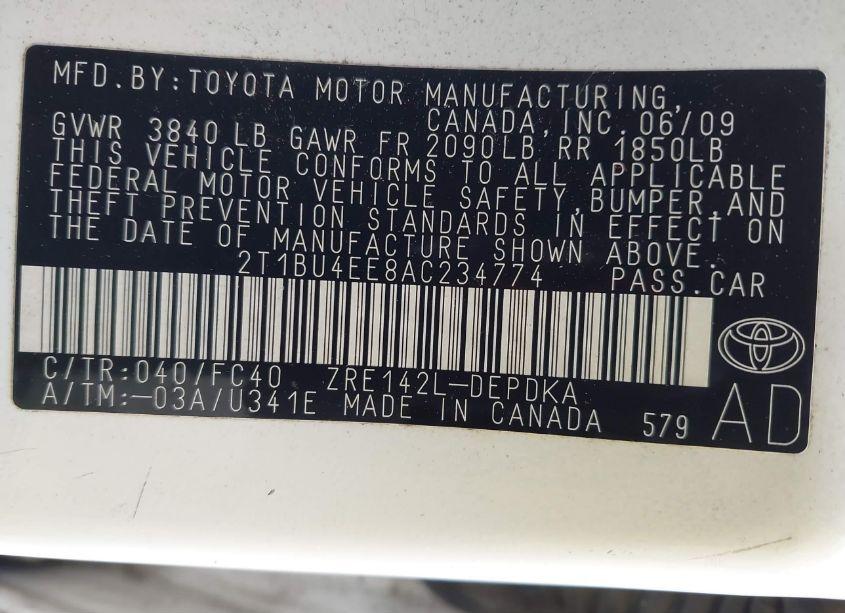 MFD.BY:TOYOTA MOTOR MANUFACTURING,
CANADA,INC.06/09
GVWR 3840 LB GAWR FR 2090LB RR 1850LB
THIS VEHICLE CONFORMS TO ALL APPLICABLE
FEDERAL MOTOR VEHICLE SAFETY,BUMPER,AND
THEFT PREVENTION STANDARDS IN EFFECT ON
THE DATE OF MANUFACTURE SHOWN ABOVE.
2T1BU4EE8AC234774 PASS.CAR
C/TR:040/FC40 ZRE142L-DEPDKA
A/TM:-03A/U341E MADE IN CANADA 579 AD